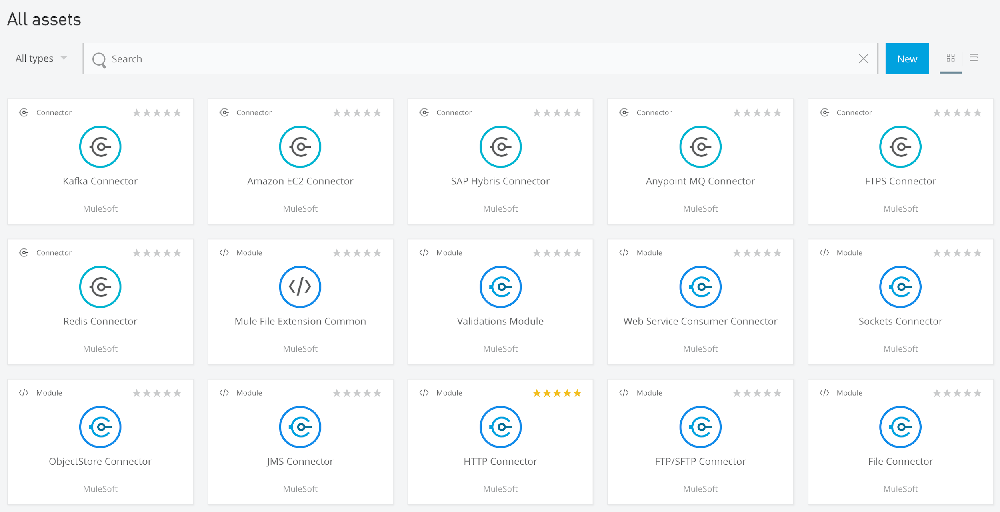 All assets
All types
Search
New
Connector
Kafka Connector
MuleSoft
Connector
Amazon EC2 Connector
MuleSoft
Connector
SAP Hybris Connector
MuleSoft
Connector
Anypoint MQ Connector
MuleSoft
Connector
FTPS Connector
MuleSoft
Connector
Redis Connector
MuleSoft
Module
Mule File Extension Common
MuleSoft
Module
Validations Module
MuleSoft
Module
Web Service Consumer Connector
MuleSoft
Module
Sockets Connector
MuleSoft
Module
ObjectStore Connector
MuleSoft
Module
JMS Connector
MuleSoft
Module
HTTP Connector
MuleSoft
Module
FTP/SFTP Connector
MuleSoft
Module
File Connector
MuleSoft